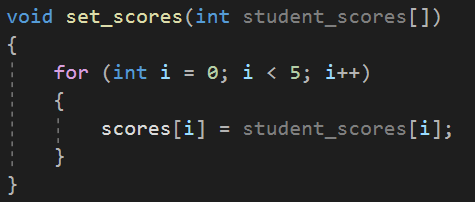 void set_scores(int student_scores[])
{
for (int i = 0; i < 5; i++)
{
scores[i] = student_scores[i];
}
}